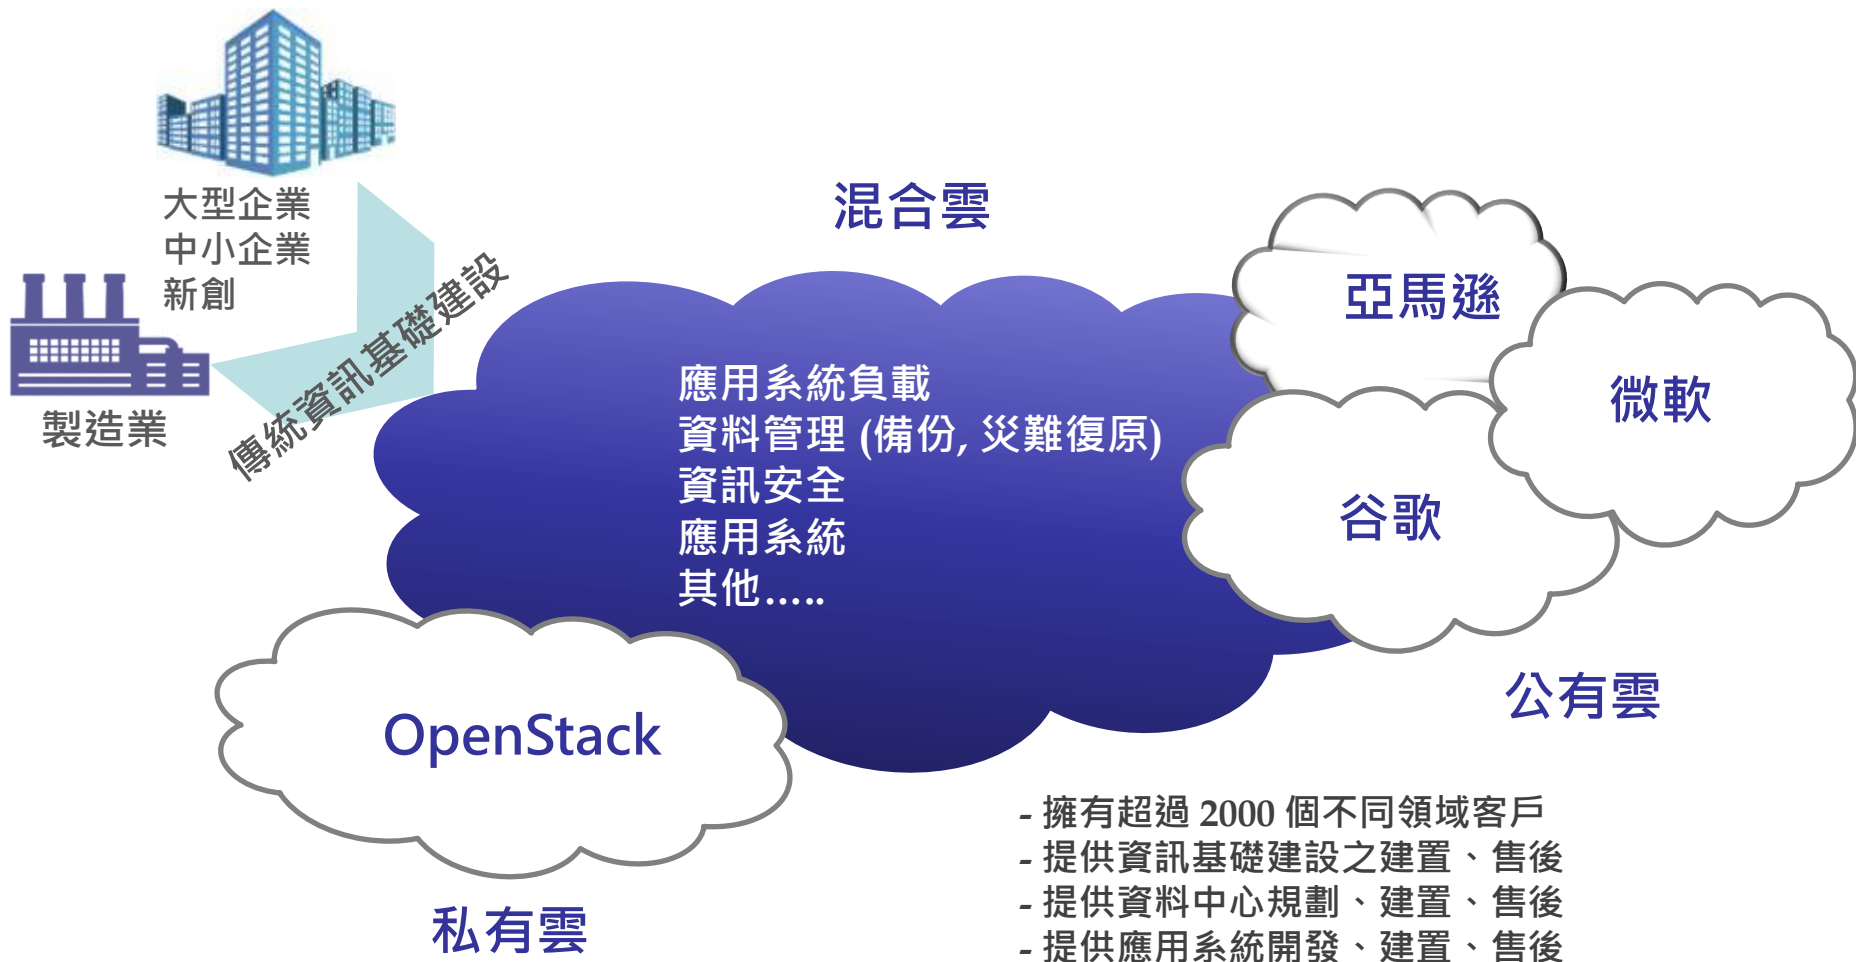 大型企業
中小企業
新創
製造業
傳統資訊基礎建設
混合雲
應用系統負載
資料管理 (備份, 災難復原)
資訊安全
應用系統
其他…..
亞馬遜
微軟
谷歌
公有雲
OpenStack
私有雲
- 擁有超過 2000 個不同領域客戶
- 提供資訊基礎建設之建置、售後
- 提供資料中心規劃、建置、售後
- 提供應用系統開發、建置、售後